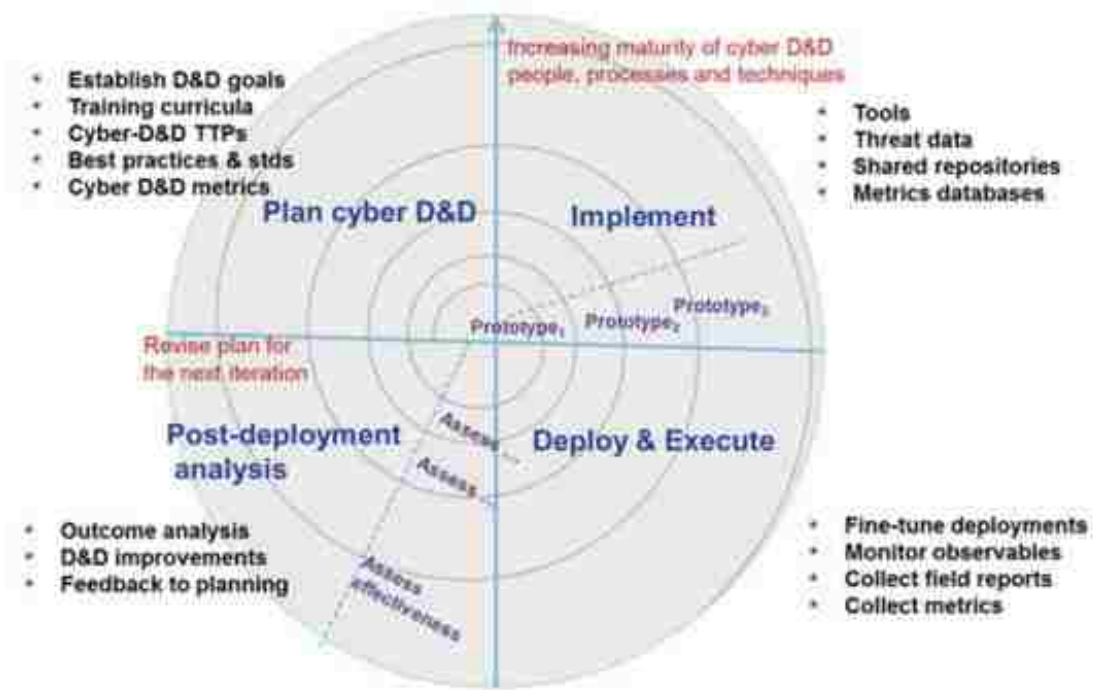 Increasing maturity of cyber D&D
people, processes and techniques
• Establish D&D goals
• Training curricula
• Cyber-D&D TTPs
• Best practices & stds
• Cyber D&D metrics
• Tools
• Threat data
• Shared repositories
• Metrics databases
Plan cyber D&D
Implement
Prototype₁
Prototype₂
Prototype₃
Revise plan for
the next iteration
Post-deployment
analysis
Deploy & Execute
Assess ...
Assess ...
Assess
effectiveness
• Outcome analysis
• D&D improvements
• Feedback to planning
• Fine-tune deployments
• Monitor observables
• Collect field reports
• Collect metrics